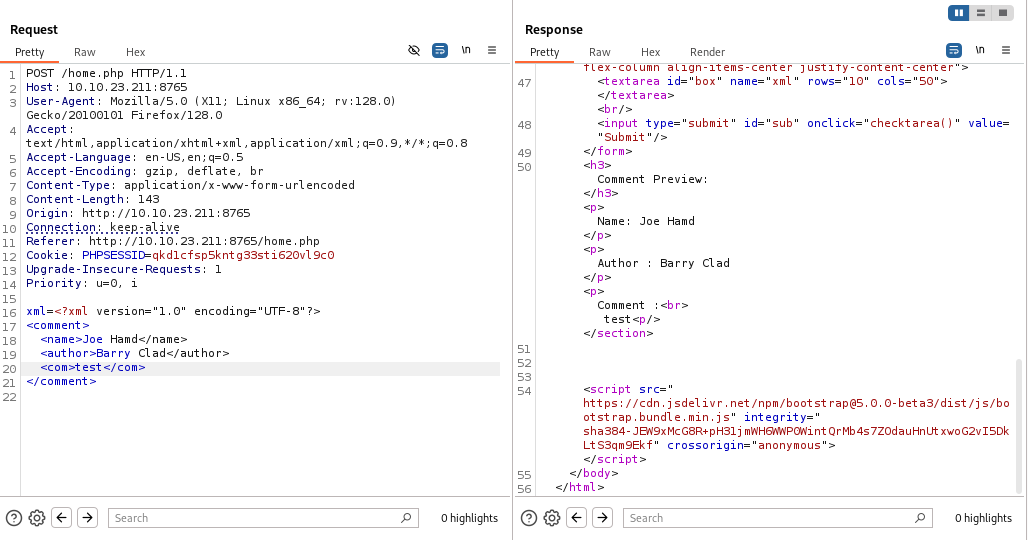 Request
Pretty Raw Hex
\n
1 POST /home.php HTTP/1.1
2 Host: 10.10.23.211:8765
3 User-Agent: Mozilla/5.0 (X11; Linux x86_64; rv:128.0)
Gecko/20100101 Firefox/128.0
4 Accept:
text/html,application/xhtml+xml,application/xml;q=0.9,*/*;q=0.8
5 Accept-Language: en-US,en;q=0.5
6 Accept-Encoding: gzip, deflate, br
7 Content-Type: application/x-www-form-urlencoded
8 Content-Length: 143
9 Origin: http://10.10.23.211:8765
10 Connection: keep-alive
11 Referer: http://10.10.23.211:8765/home.php
12 Cookie: PHPSESSID=qkd1cfsp5kntg33sti620vl9c0
13 Upgrade-Insecure-Requests: 1
14 Priority: u=0, i
15
16 xml=<?xml version="1.0" encoding="UTF-8"?>
17 <comment>
18 <name>Joe Hamd</name>
19 <author>Barry Clad</author>
20 <com>test</com>
21 </comment>
22
Search
0 highlights
Response
Pretty Raw Hex Render
\n
flex-column align-items-center justify-content-center">
47 <textarea id="box" name="xml" rows="10" cols="50">
</textarea>
<br/>
48 <input type="submit" id="sub" onclick="checktarea()" value=
"Submit"/>
49 </form>
50 <h3>
Comment Preview:
</h3>
<p>
Name: Joe Hamd
</p>
<p>
Author : Barry Clad
</p>
<p>
Comment :<br>
test<p/>
</section>
51
52
53
54 <script src="
https://cdn.jsdelivr.net/npm/bootstrap@5.0.0-beta3/dist/js/bo
otstrap.bundle.min.js" integrity="
sha384-JEW9xMcG8R+pH31jmWH6WWP0WintQrMb4s7ZOdauHnUtxwoG2vI5Dk
LtS3qm9Ekf" crossorigin="anonymous">
</script>
55 </body>
56 </html>
Search
0 highlights